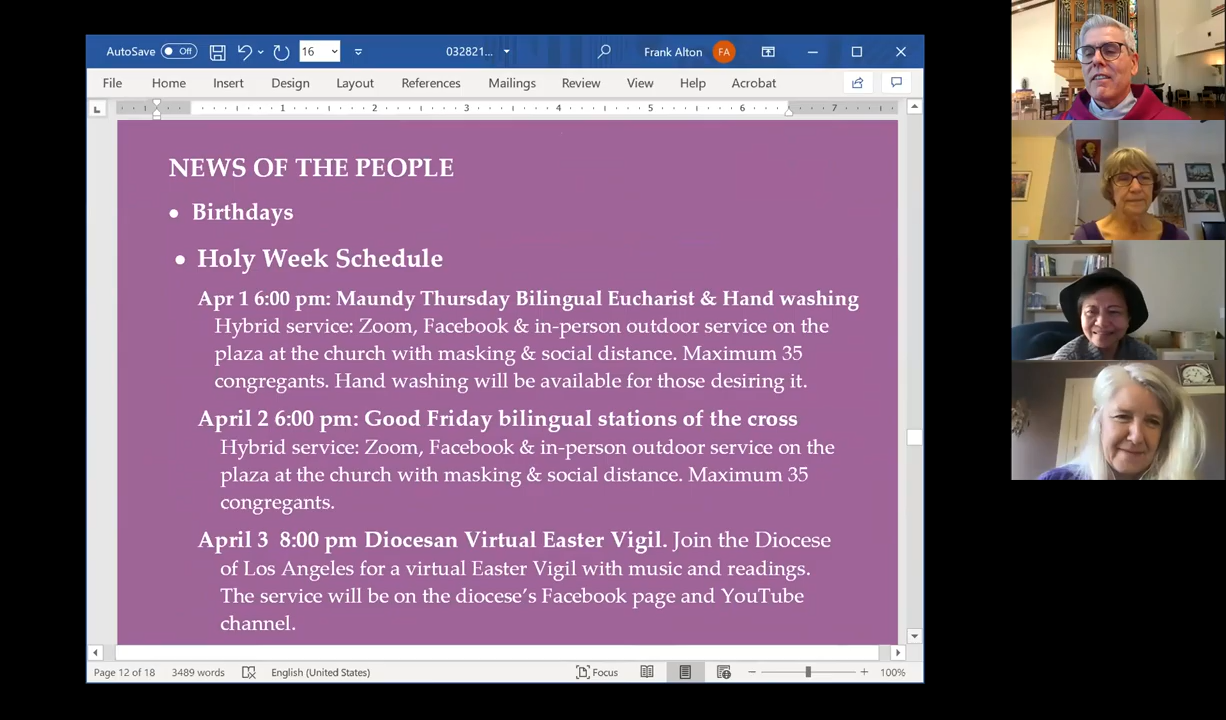 AutoSave Off 16 032821... Frank Alton FA
File Home Insert Design Layout References Mailings Review View Help Acrobat
1 2 3 4 5 6 7
NEWS OF THE PEOPLE
• Birthdays
• Holy Week Schedule
Apr 1 6:00 pm: Maundy Thursday Bilingual Eucharist & Hand washing
Hybrid service: Zoom, Facebook & in-person outdoor service on the
plaza at the church with masking & social distance. Maximum 35
congregants. Hand washing will be available for those desiring it.
April 2 6:00 pm: Good Friday bilingual stations of the cross
Hybrid service: Zoom, Facebook & in-person outdoor service on the
plaza at the church with masking & social distance. Maximum 35
congregants.
April 3 8:00 pm Diocesan Virtual Easter Vigil. Join the Diocese
of Los Angeles for a virtual Easter Vigil with music and readings.
The service will be on the diocese's Facebook page and YouTube
channel.
Page 12 of 18 3489 words English (United States) Focus 100%